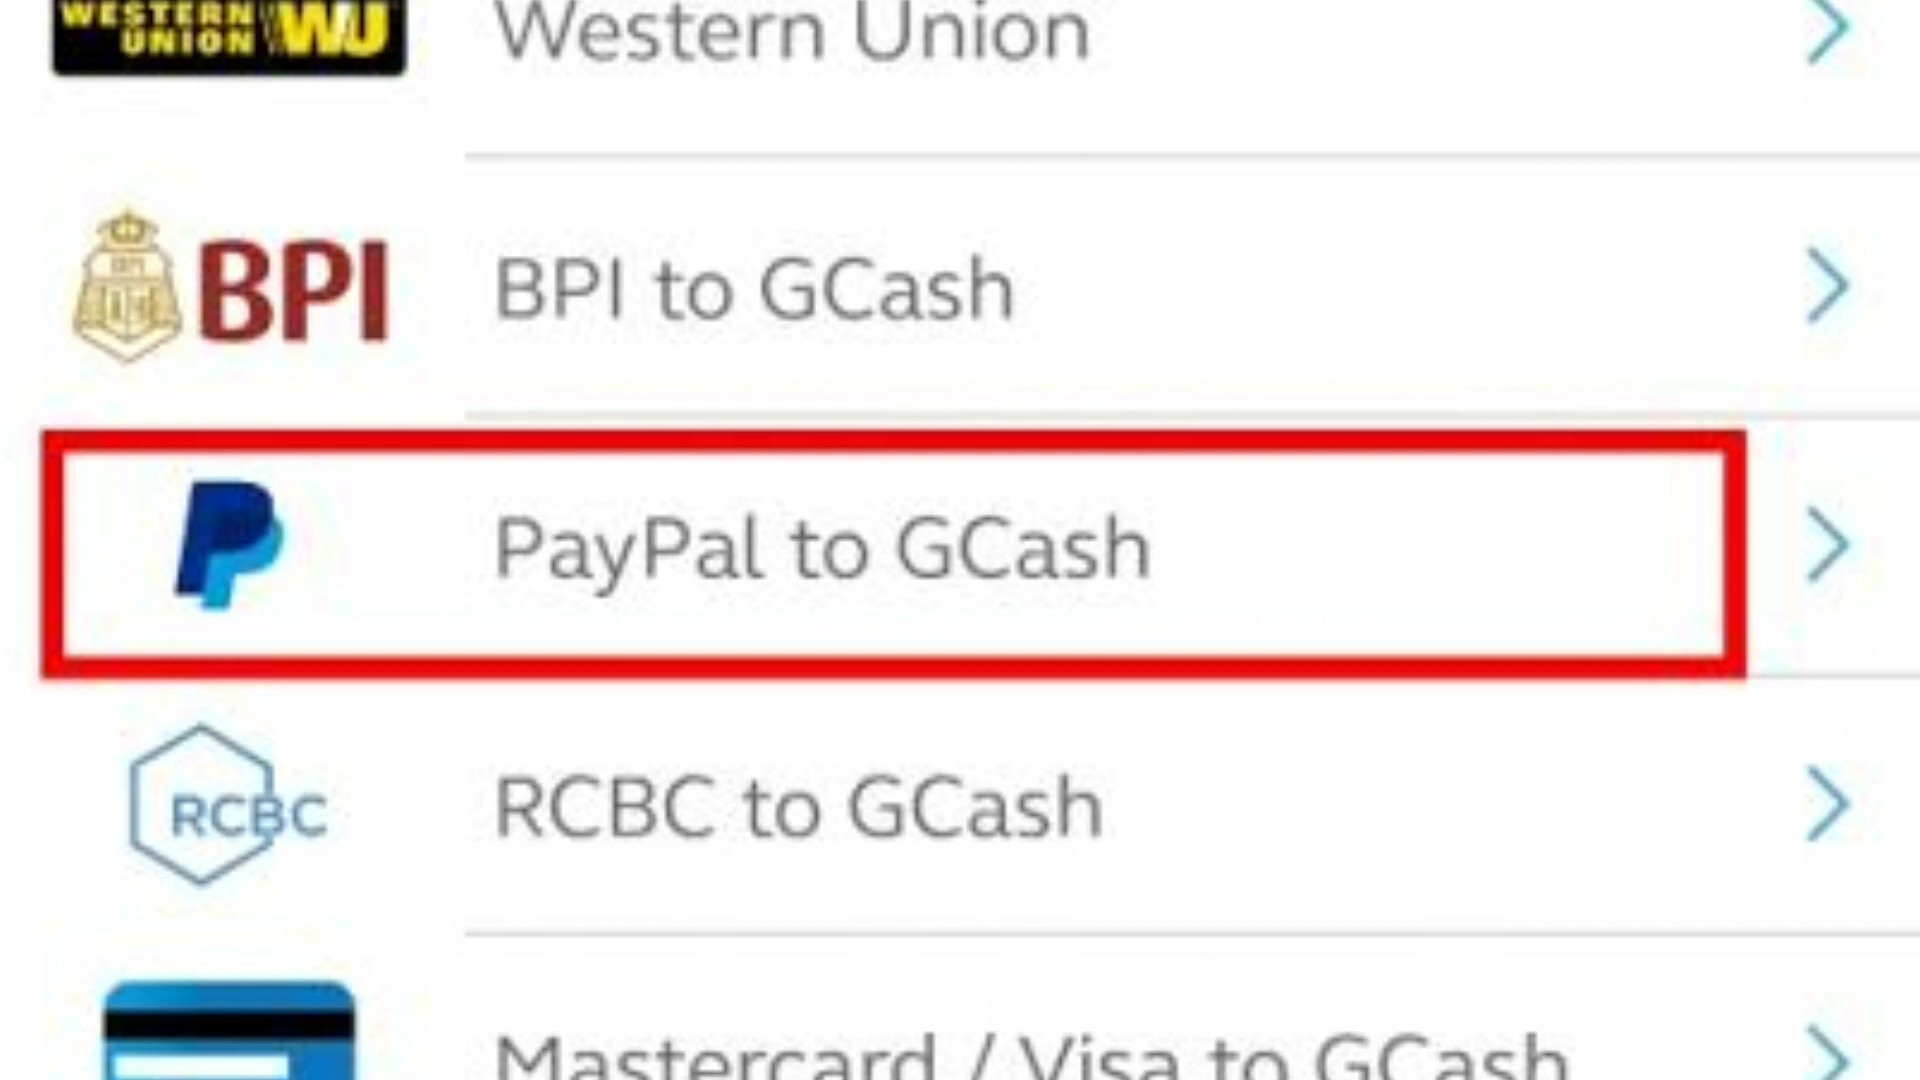 WESTERN
UNION WU
Western Union
BPI
BPI to GCash
PayPal to GCash
RCBC
RCBC to GCash
Mastercard / Visa to GCash